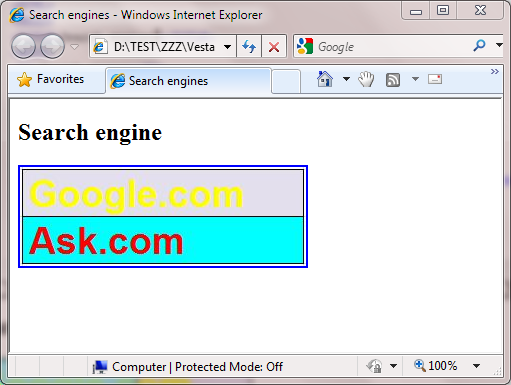 Search engines - Windows Internet Explorer
D:\TEST\ZZZ\Vesta
Google
Favorites
Search engines
»
Search engine
Google.com
Ask.com
Computer | Protected Mode: Off
100%